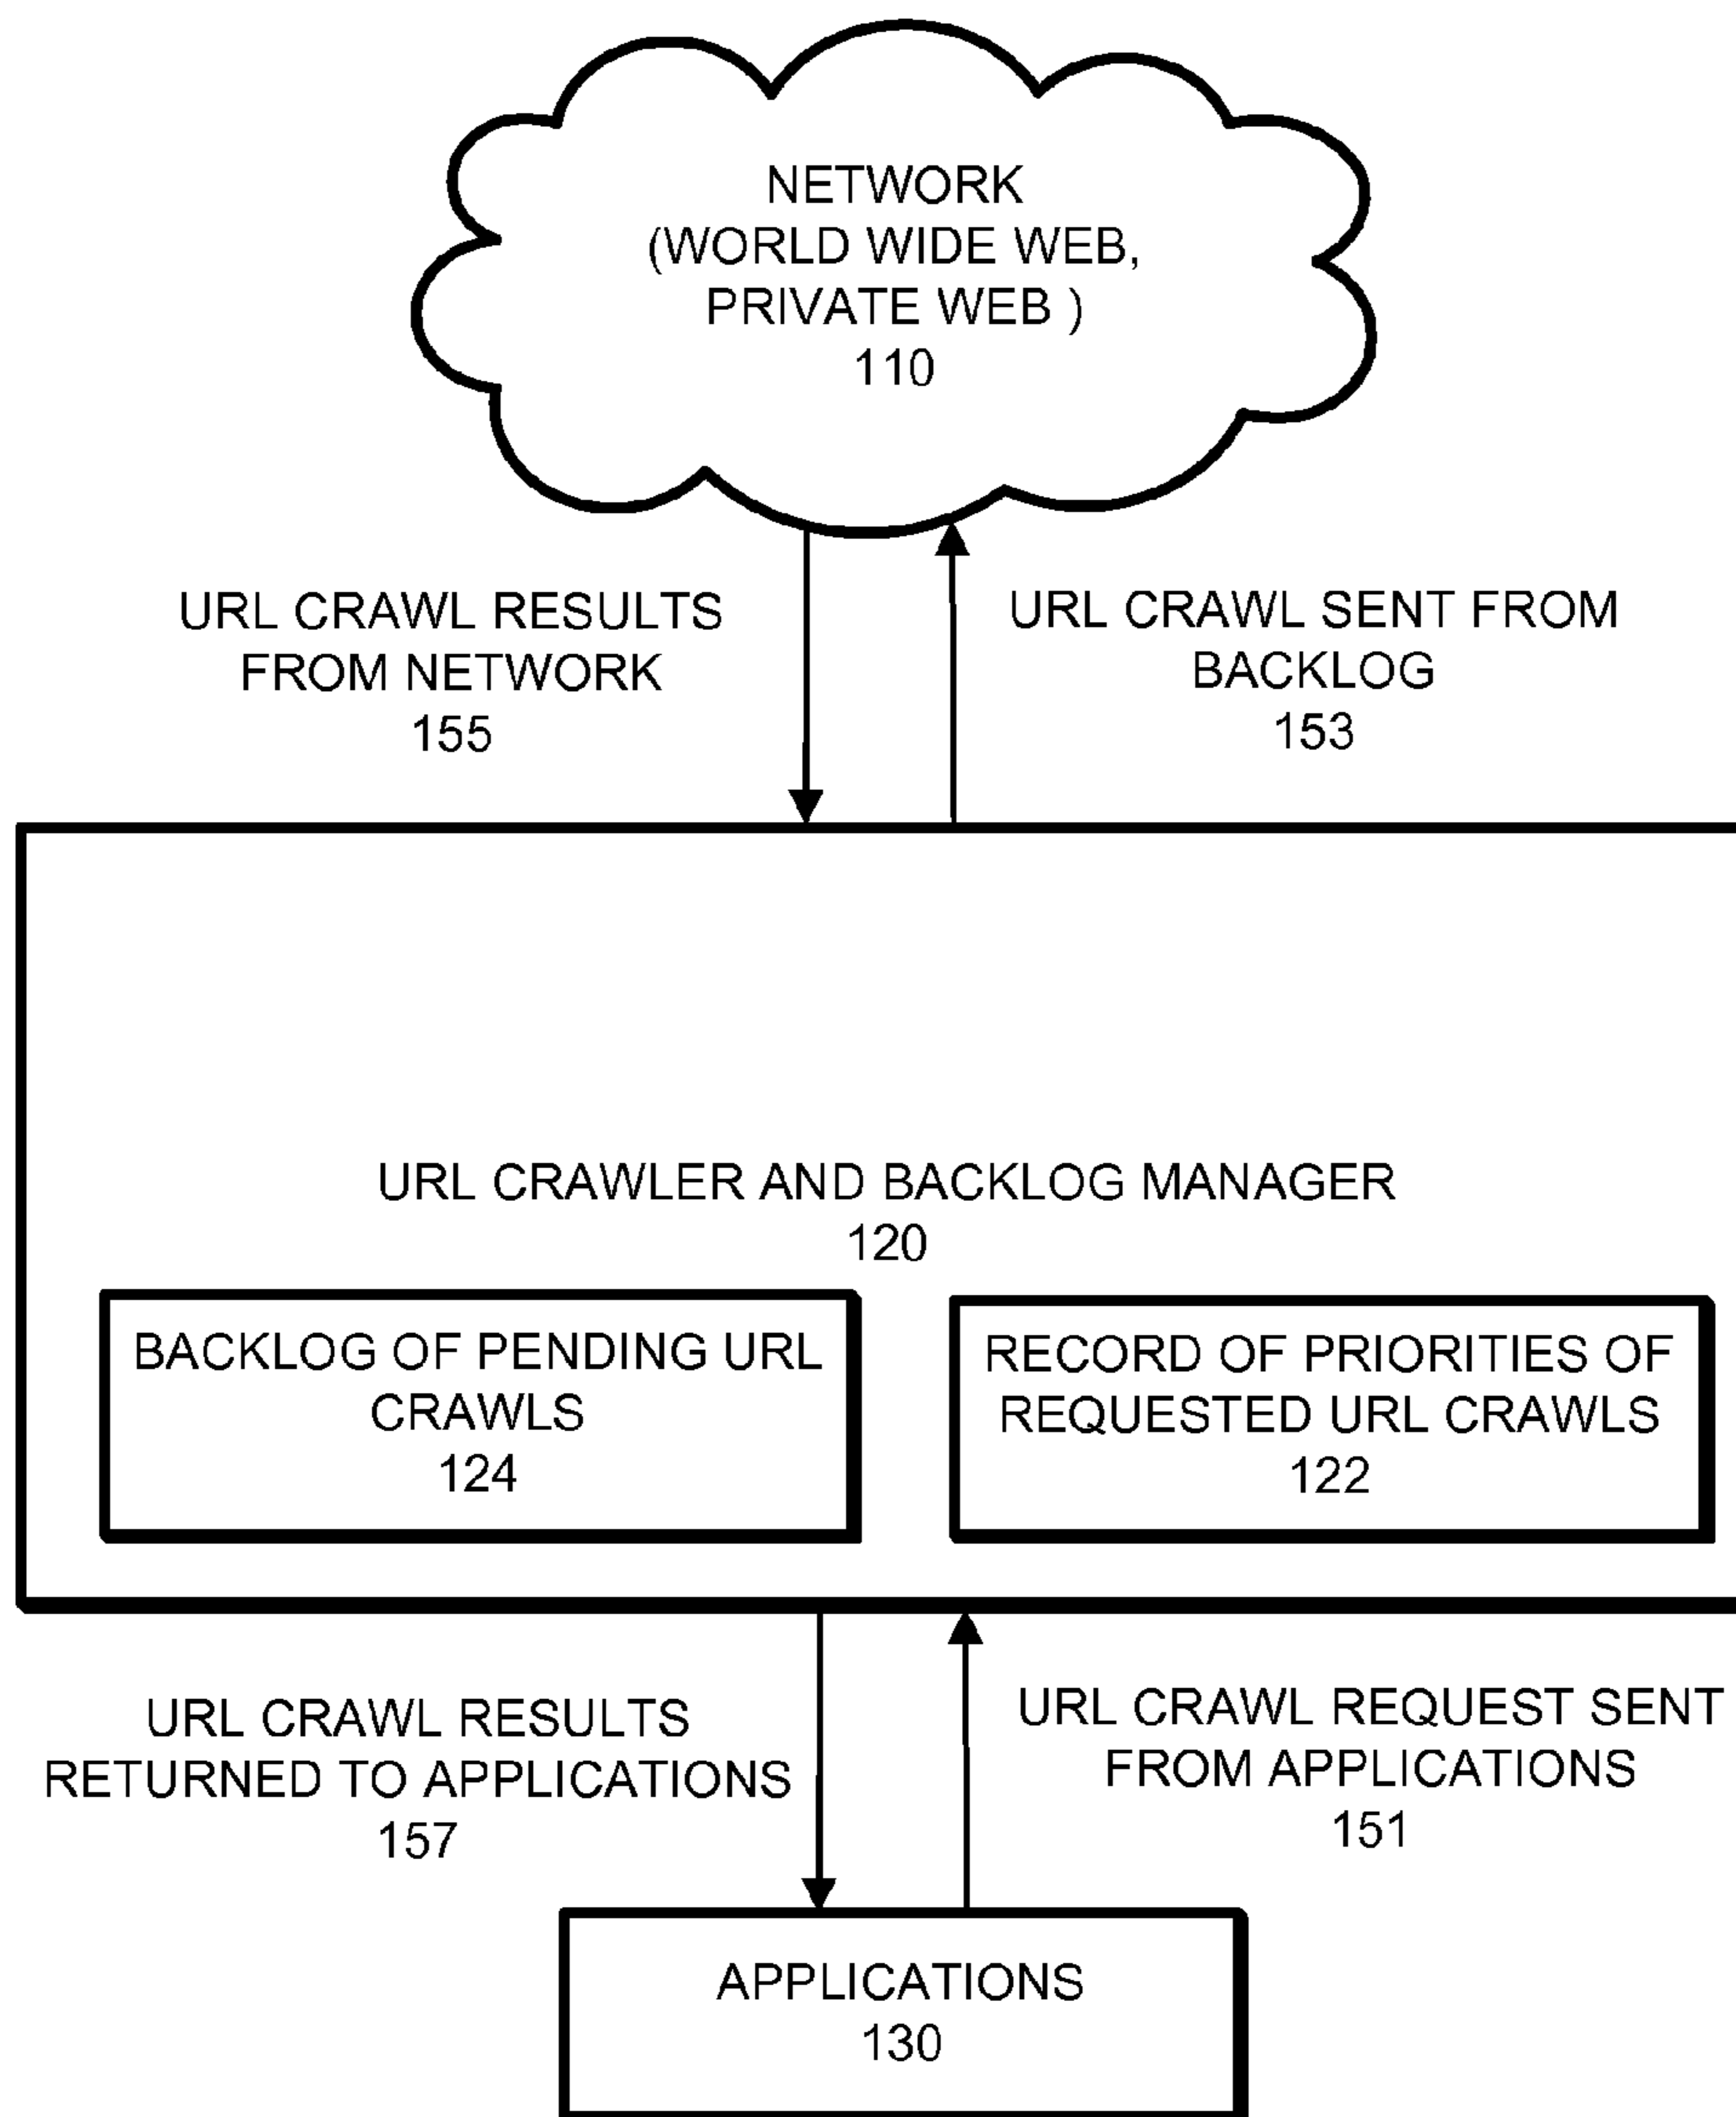 NETWORK
(WORLD WIDE WEB,
PRIVATE WEB )
110
URL CRAWL RESULTS
FROM NETWORK
155
URL CRAWL SENT FROM
BACKLOG
153
URL CRAWLER AND BACKLOG MANAGER
120
BACKLOG OF PENDING URL
CRAWLS
124
RECORD OF PRIORITIES OF
REQUESTED URL CRAWLS
122
URL CRAWL RESULTS
RETURNED TO APPLICATIONS
157
URL CRAWL REQUEST SENT
FROM APPLICATIONS
151
APPLICATIONS
130